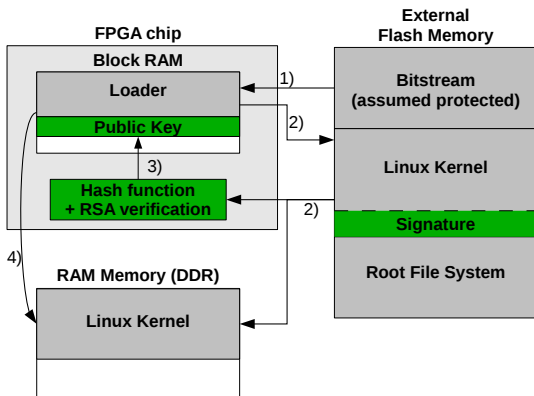 FPGA chip
Block RAM
Loader
Public Key
3)
Hash function
+ RSA verification
1)
2)
2)
4)
External
Flash Memory
Bitstream
(assumed protected)
Linux Kernel
Signature
Root File System
RAM Memory (DDR)
Linux Kernel